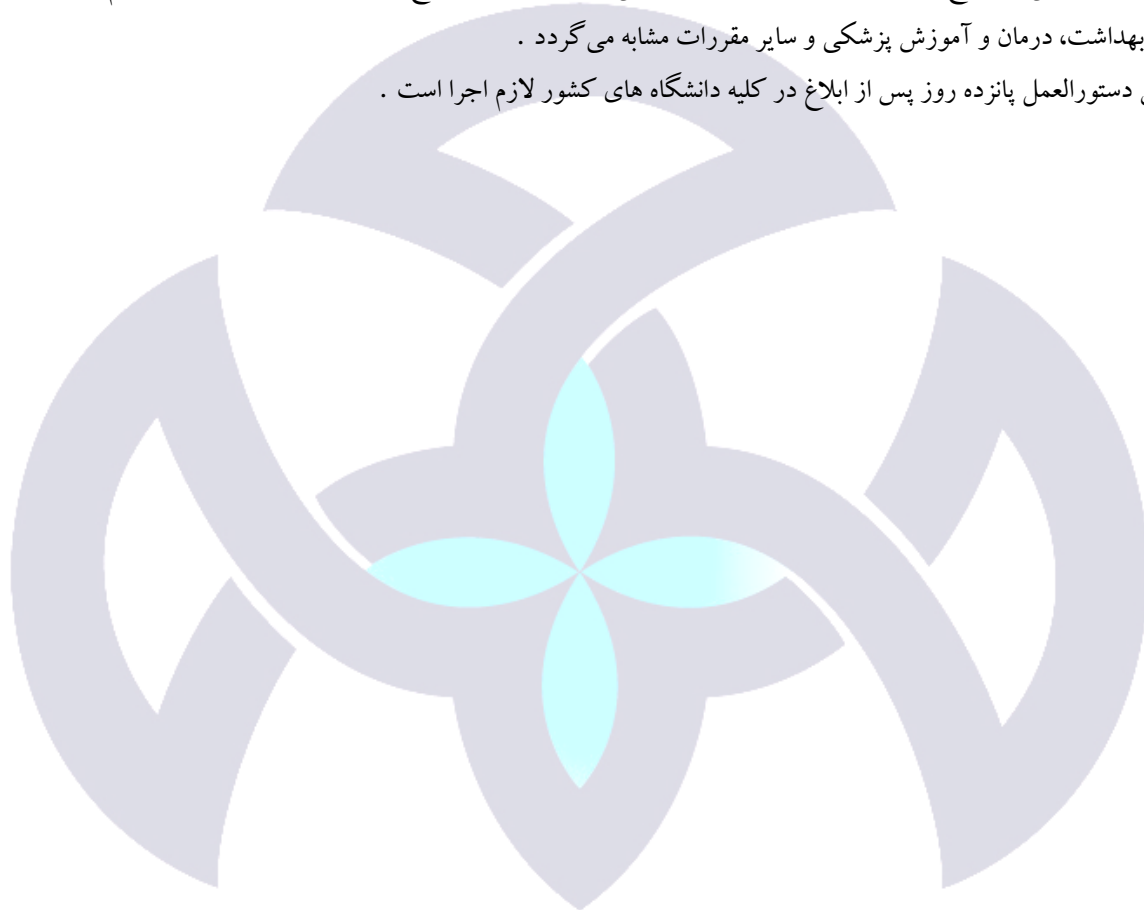 بهداشت، درمان و آموزش پزشکی و سایر مقررات مشابه می‌گردد .
دستورالعمل پانزده روز پس از ابلاغ در کلیه دانشگاه های کشور لازم اجرا است .